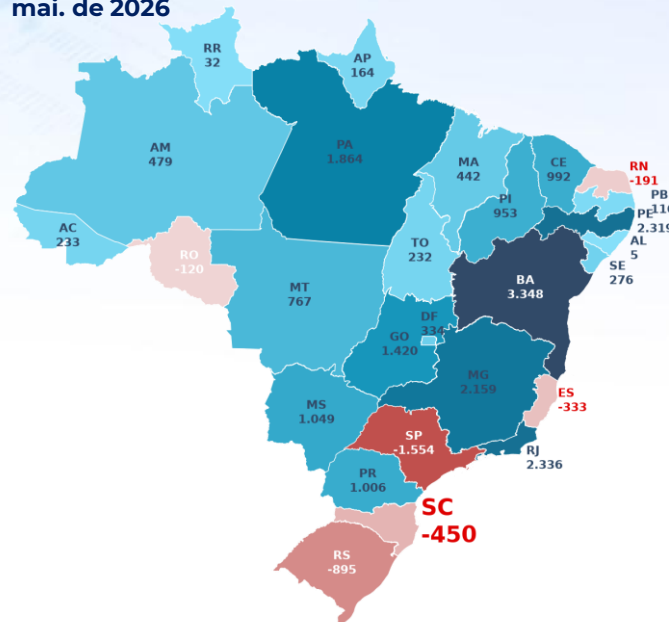 mai. de 2026
RR
32
AP
164
AM
479
PA
1.864
MA
442
CE
992
RN
-191
PI
953
PB
PE
2.319
AC
233
TO
232
AL
5
RO
-120
SE
276
BA
3.348
MT
767
DF
334
GO
1.420
MG
2.159
MS
1.049
ES
-333
SP
-1.554
RJ
2.336
PR
1.006
SC
-450
RS
-895